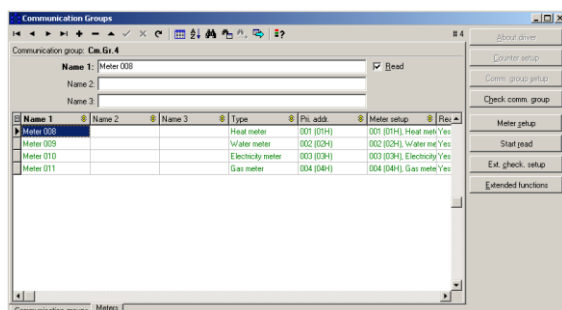 Communication Groups
# 4
Communication group: Cm.Gr.4
Name 1: Meter 008
Read
Name 2:
Name 3:
Name 1 Name 2 Name 3 Type Pri. addr. Meter setup Rea
Meter 008 Heat meter 001 (01H) 001 (01H), Heat mete Yes
Meter 009 Water meter 002 (02H) 002 (02H), Water me Yes
Meter 010 Electricity meter 003 (03H) 003 (03H), Electricity Yes
Meter 011 Gas meter 004 (04H) 004 (04H), Gas mete Yes
Communication groups Meters
About driver
Counter setup
Comm. group setup
Check comm. group
Meter setup
Start read
Ext. check. setup
Extended functions